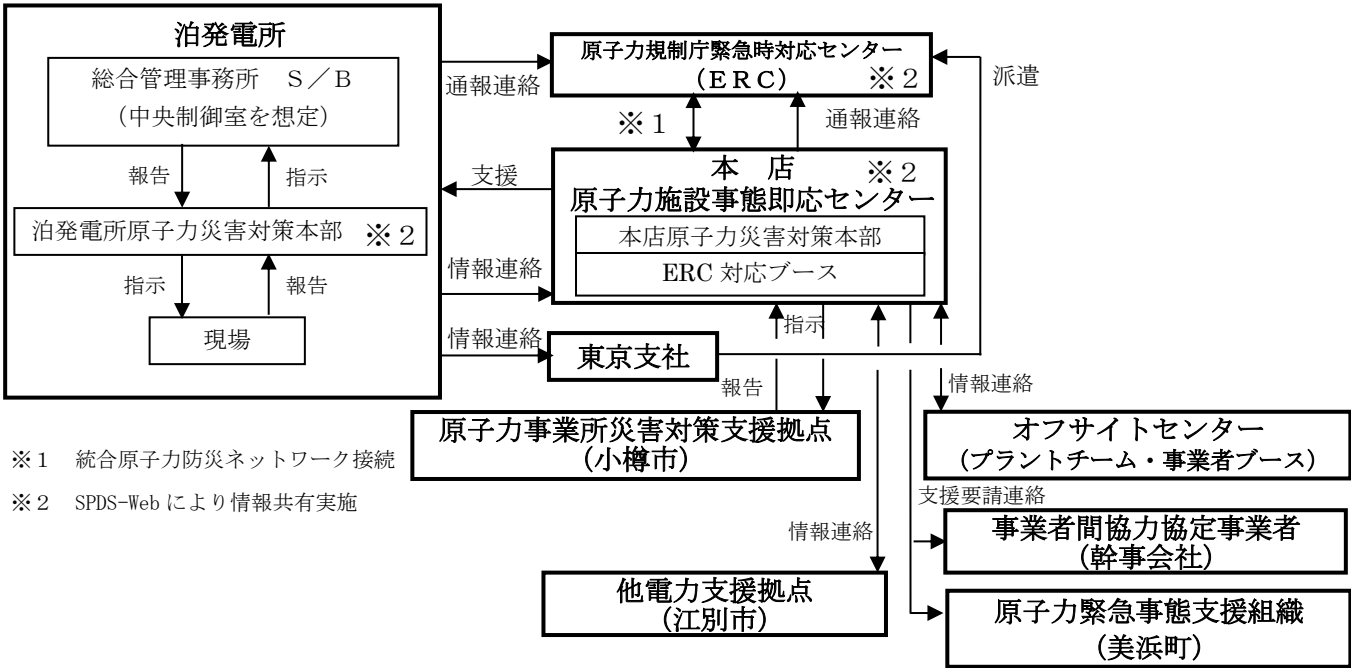 泊発電所
総合管理事務所 S/B
(中央制御室を想定)
報告
指示
泊発電所原子力災害対策本部 ※2
指示
報告
現場
通報連絡
原子力規制庁緊急時対応センター
(ERC) ※2
派遣
※1
通報連絡
支援
本 店 ※2
原子力施設事態即応センター
本店原子力災害対策本部
ERC 対応ブース
情報連絡
情報連絡
東京支社
指示
報告
情報連絡
原子力事業所災害対策支援拠点
(小樽市)
オフサイトセンター
(プラントチーム・事業者ブース)
※1 統合原子力防災ネットワーク接続
※2 SPDS-Web により情報共有実施
支援要請連絡
情報連絡
事業者間協力協定事業者
(幹事会社)
他電力支援拠点
(江別市)
原子力緊急事態支援組織
(美浜町)